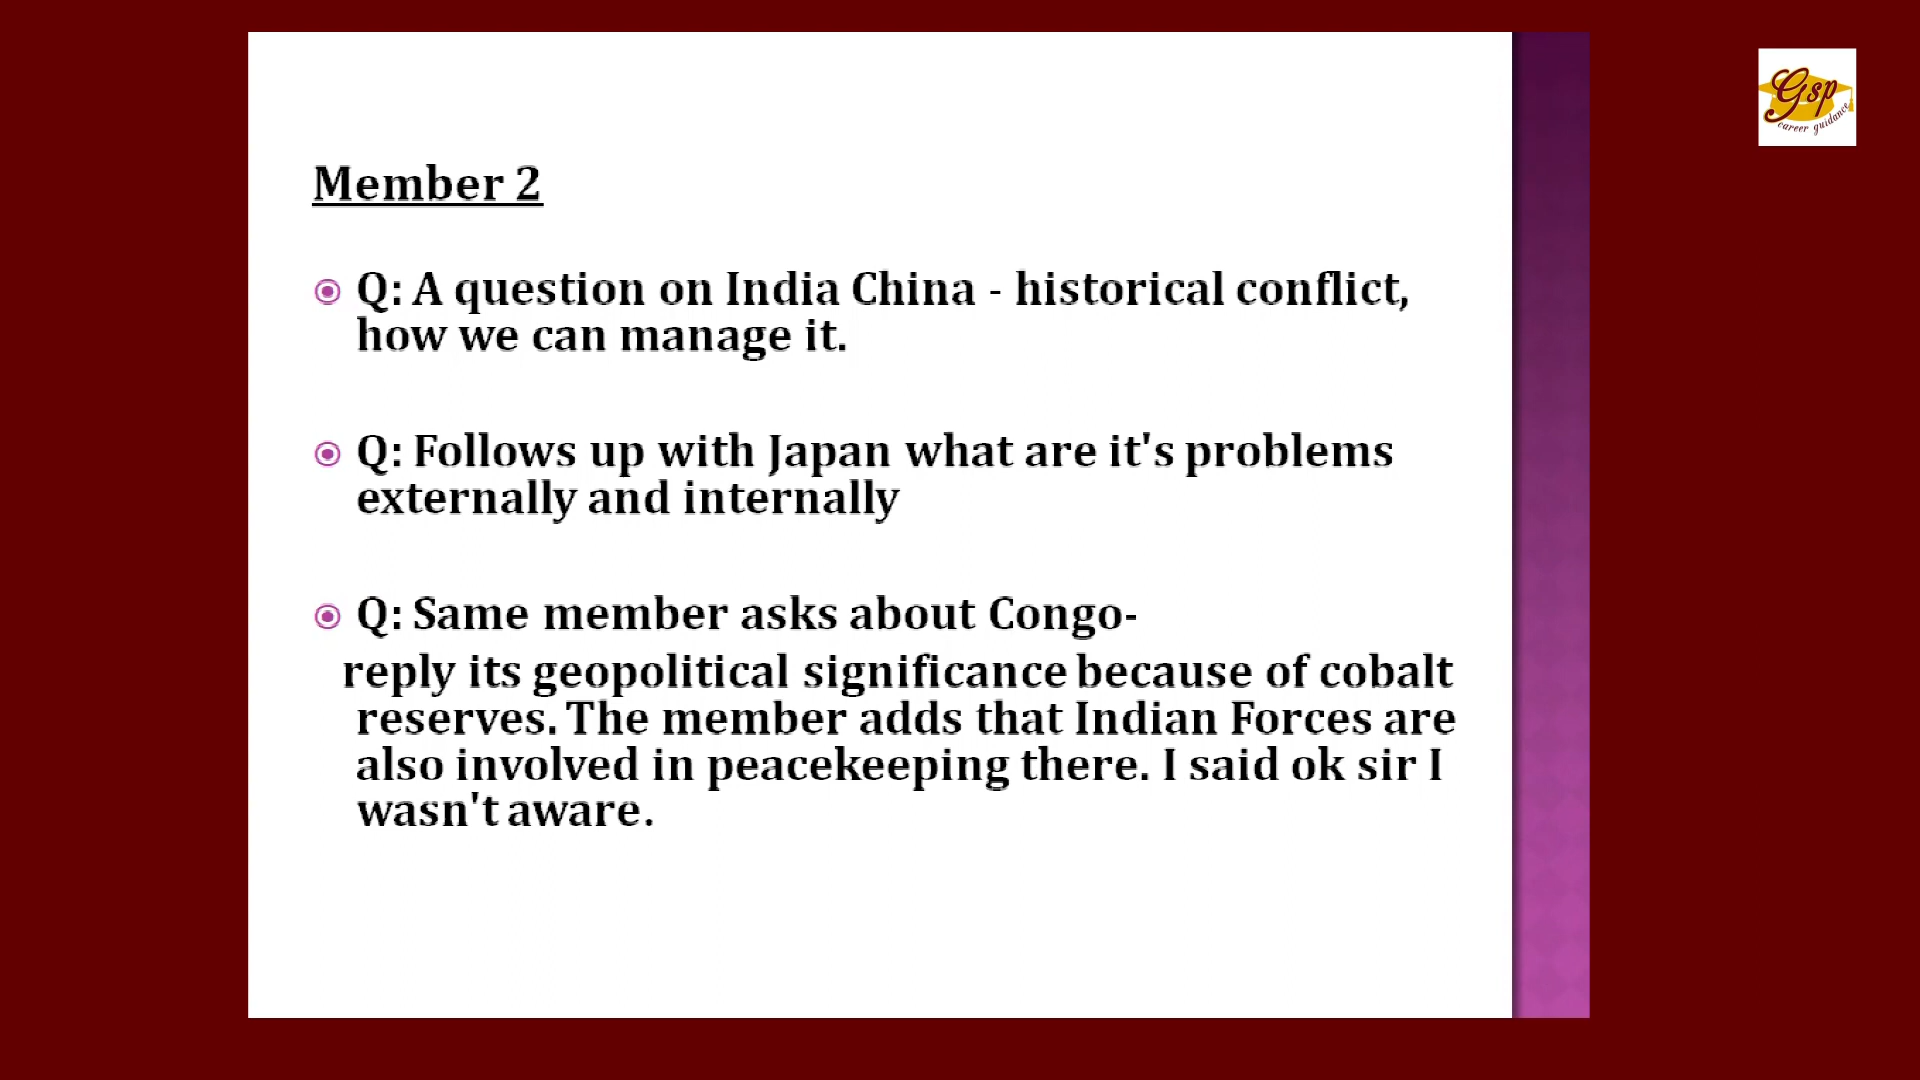 Gsp
career guidance
Member 2
Q: A question on India China - historical conflict,
how we can manage it.
Q: Follows up with Japan what are it's problems
externally and internally
Q: Same member asks about Congo-
reply its geopolitical significance because of cobalt
reserves. The member adds that Indian Forces are
also involved in peacekeeping there. I said ok sir I
wasn't aware.